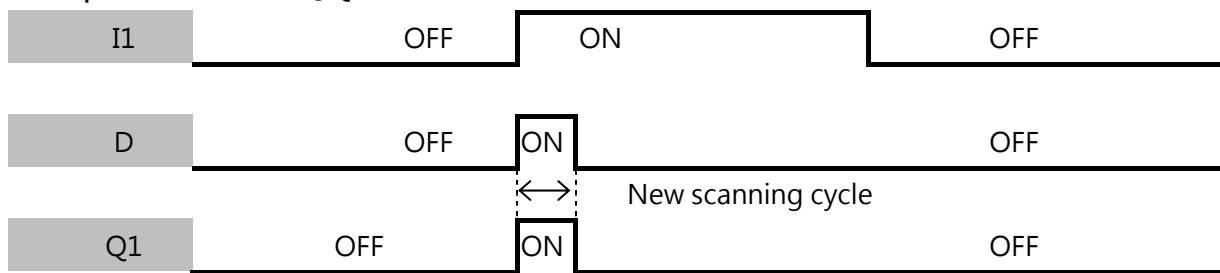 I1 OFF ON OFF
D OFF ON OFF
New scanning cycle
Q1 OFF ON OFF